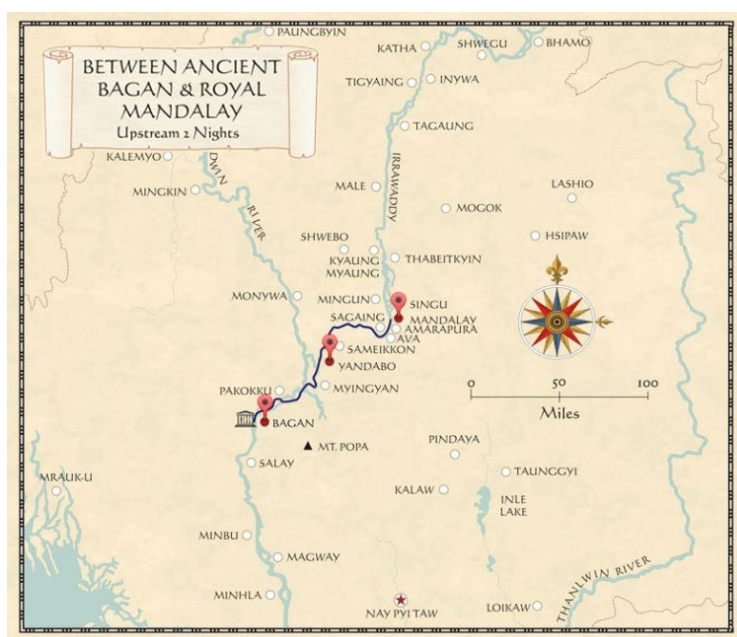 BETWEEN ANCIENT
BAGAN & ROYAL
MANDALAY
Upstream 2 Nights
PAUNGBYIN
KATHA
SHWEGU
BHAMO
TIGYAING
INYWA
TAGAUNG
KALEMYO
DWIN
RIVER
MINGKIN
IRRAWADDY
MALE
MOGOK
LASHIO
HSIPAW
SHWEBO
KYAUNG
MYAUNG
THABEITKYIN
MONYWA
MINGUN
SINGU
SAGAING
MANDALAY
AMARAPURA
AVA
SAMEIKKON
YANDABO
PAKOKKU
MYINGYAN
BAGAN
0 50 100
Miles
MT. POPA
PINDAYA
SALAY
TAUNGGYI
MRAUK-U
KALAW
INLE
LAKE
MINBU
MAGWAY
MINHLA
NAY PYI TAW
LOIKAW
THANLWIN RIVER